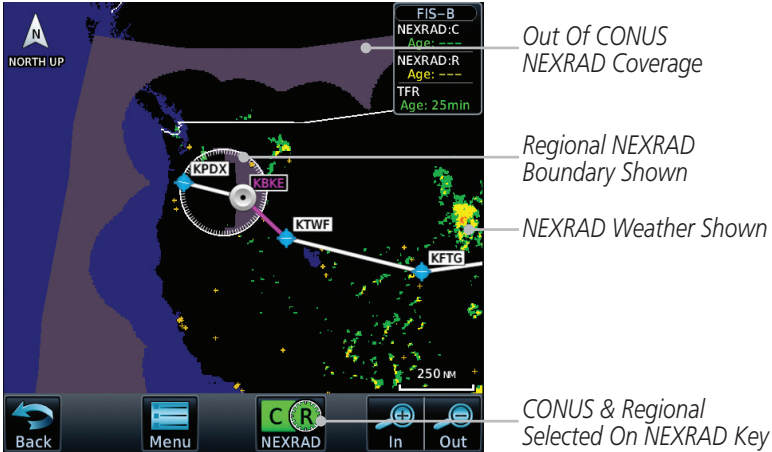 N
NORTH UP
FIS–B
NEXRAD:C
Age: –––
NEXRAD:R
Age: –––
TFR
Age: 25min
Out Of CONUS
NEXRAD Coverage
Regional NEXRAD
Boundary Shown
NEXRAD Weather Shown
KPDX
KBKE
KTWF
KFTG
250 NM
Back
Menu
C R
NEXRAD
In
Out
CONUS & Regional
Selected On NEXRAD Key